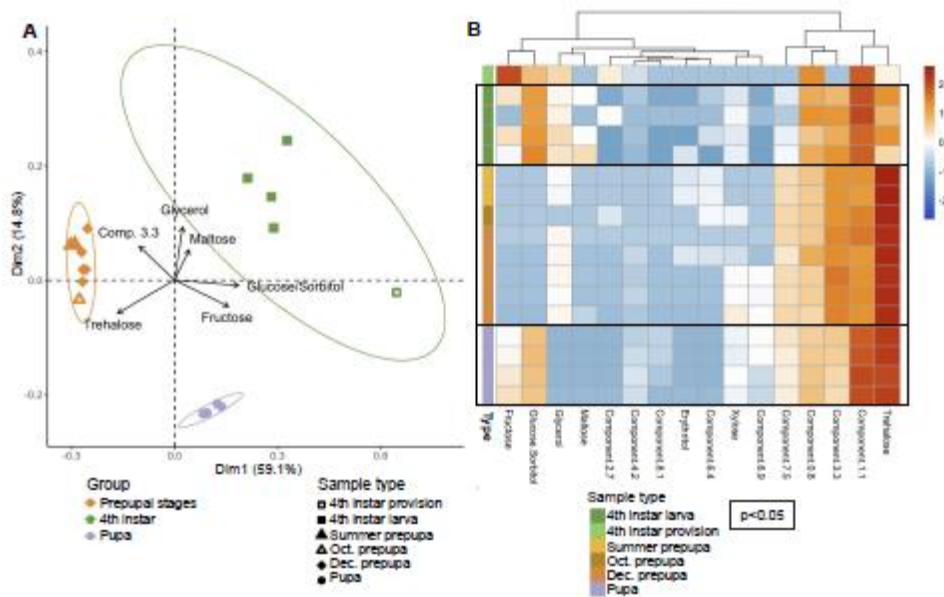 A
0.4
0.2
0.0
-0.2
Dim2 (14.8%)
Glycerol
Comp. 3.3
Maltose
Glucose/Sorbitol
Trehalose
Fructose
-0.3
0.0
0.3
0.6
Dim1 (59.1%)
Group
Prepupal stages
4th instar
Pupa
Sample type
4th instar provision
4th instar larva
Summer prepupa
Oct. prepupa
Dec. prepupa
Pupa
B
2
1
0
-1
-2
Type
Fructose
Glucose.Sorbitol
Glycerol
Maltose
Component.2.7
Component.4.2
Component.8.1
Erythritol
Component.5.4
Xylose
Component.6.9
Component.7.5
Component.0.8
Component.3.3
Component.1.1
Trehalose
Sample type
4th instar larva
4th instar provision
Summer prepupa
Oct. prepupa
Dec. prepupa
Pupa
p<0.05